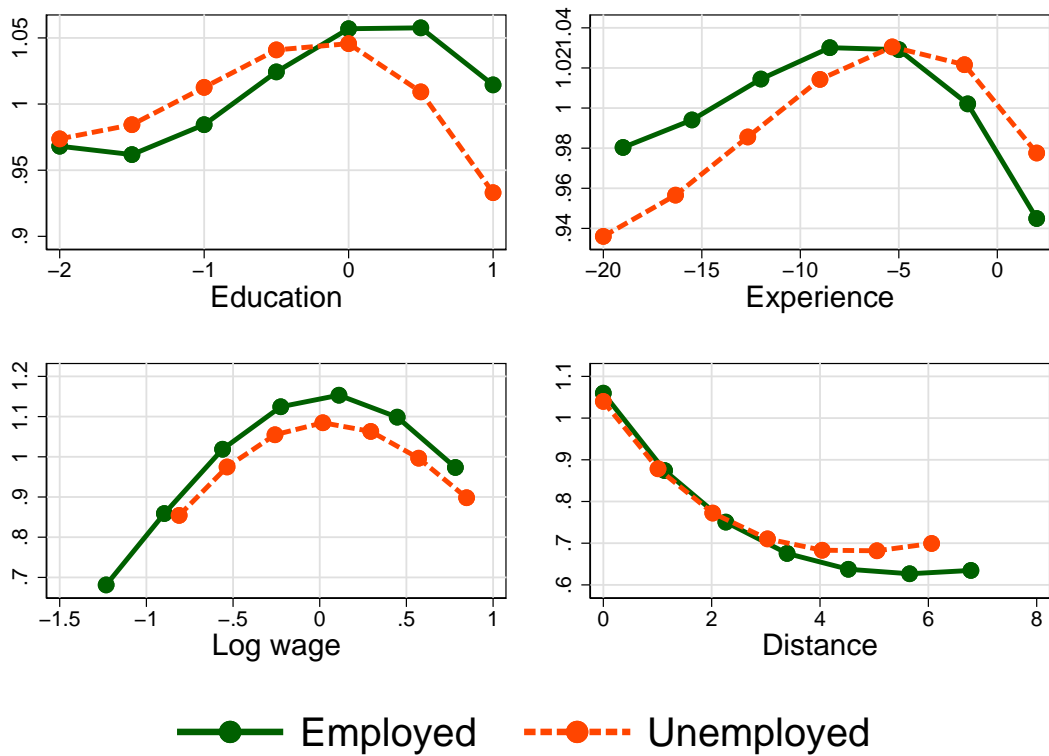 .9 .95 1 1.05
−2 −1 0 1
Education
.94 .96 .98 1 1.02 1.04
−20 −15 −10 −5 0
Experience
.7 .8 .9 1 1.1 1.2
−1.5 −1 −.5 0 .5 1
Log wage
.6 .7 .8 .9 1 1.1
0 2 4 6 8
Distance
Employed Unemployed